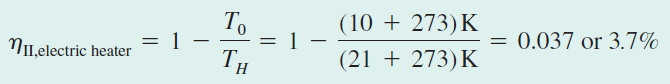 η_II,electric heater = 1 − T_0/T_H = 1 − (10 + 273) K/(21 + 273) K = 0.037 or 3.7%